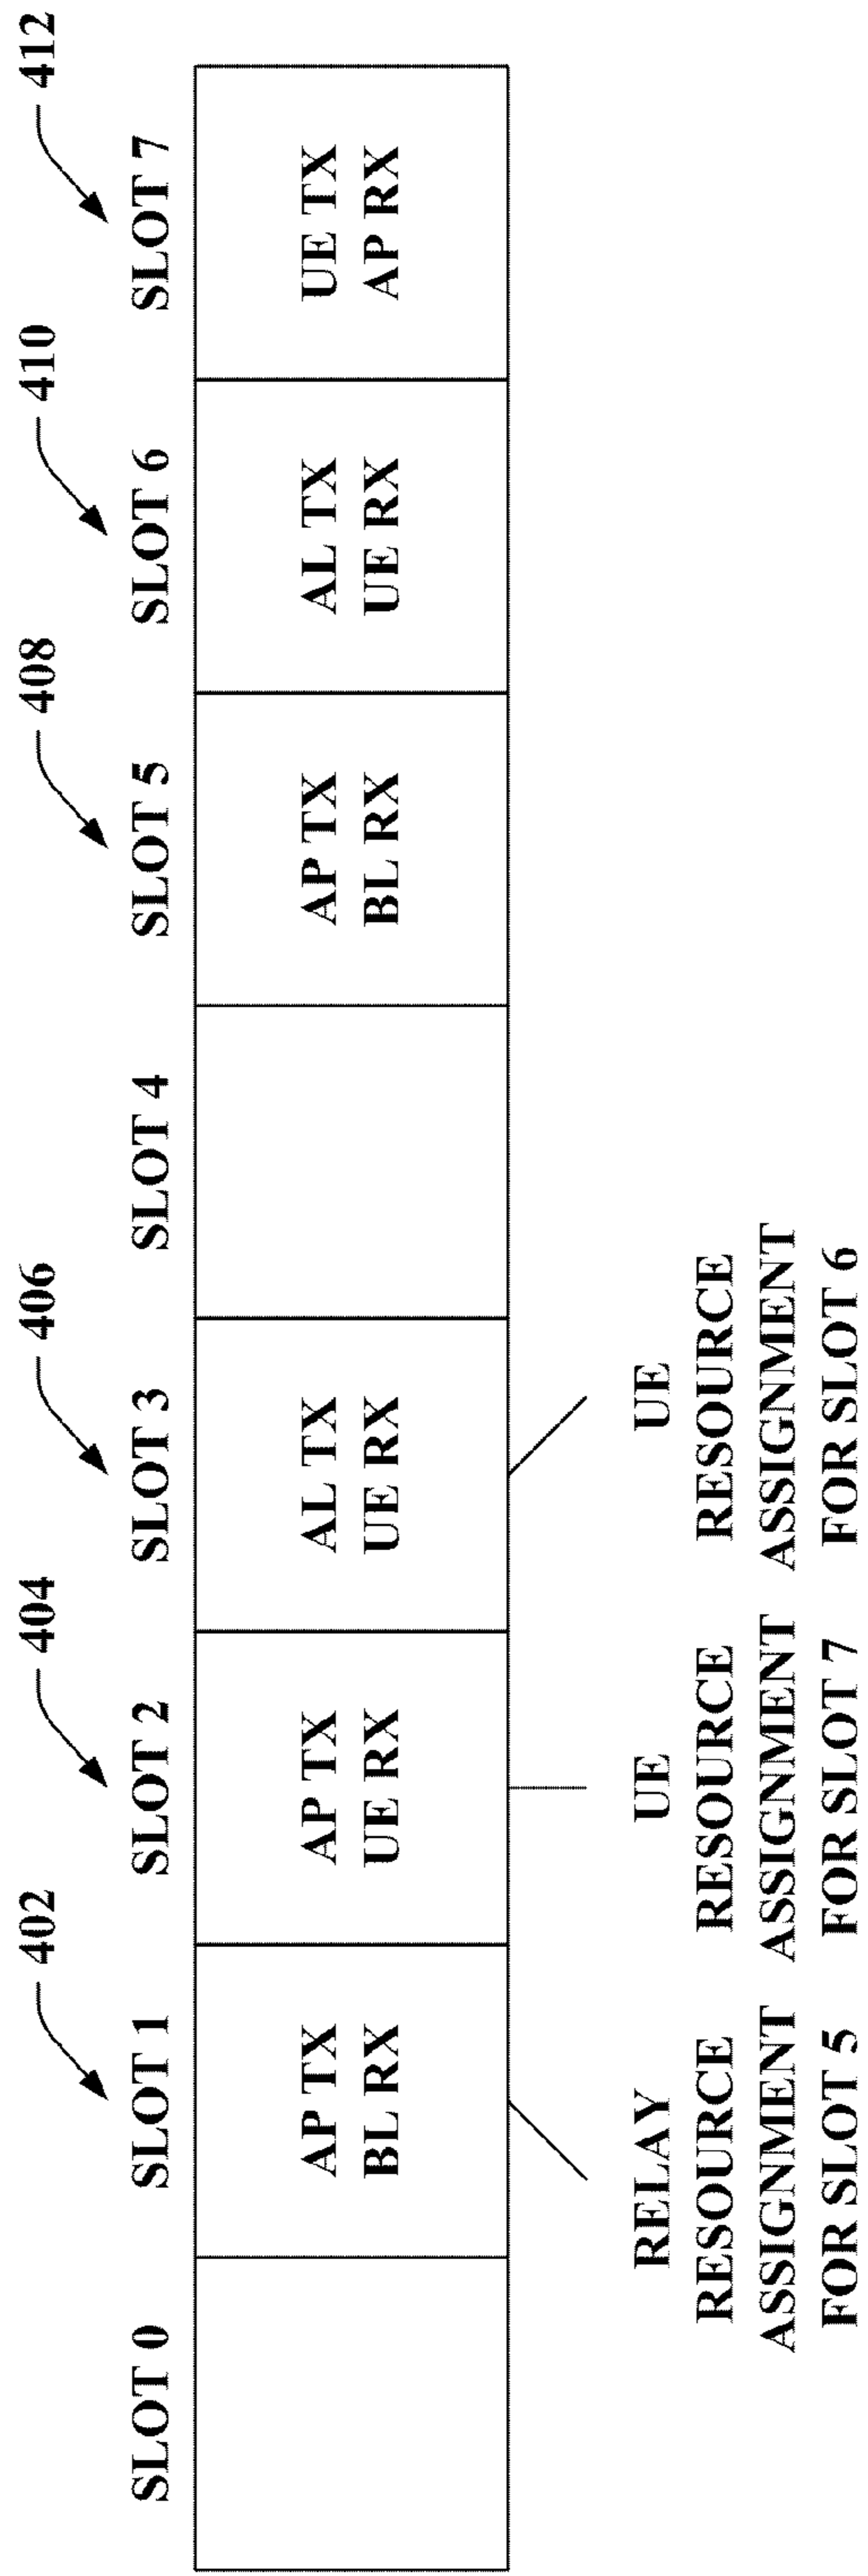 402
404
406
408
410
412
SLOT 0
SLOT 1
SLOT 2
SLOT 3
SLOT 4
SLOT 5
SLOT 6
SLOT 7
AP TX
BL RX
AP TX
UE RX
AL TX
UE RX
AP TX
BL RX
AL TX
UE RX
UE TX
AP RX
RELAY
RESOURCE
ASSIGNMENT
FOR SLOT 5
UE
RESOURCE
ASSIGNMENT
FOR SLOT 7
UE
RESOURCE
ASSIGNMENT
FOR SLOT 6